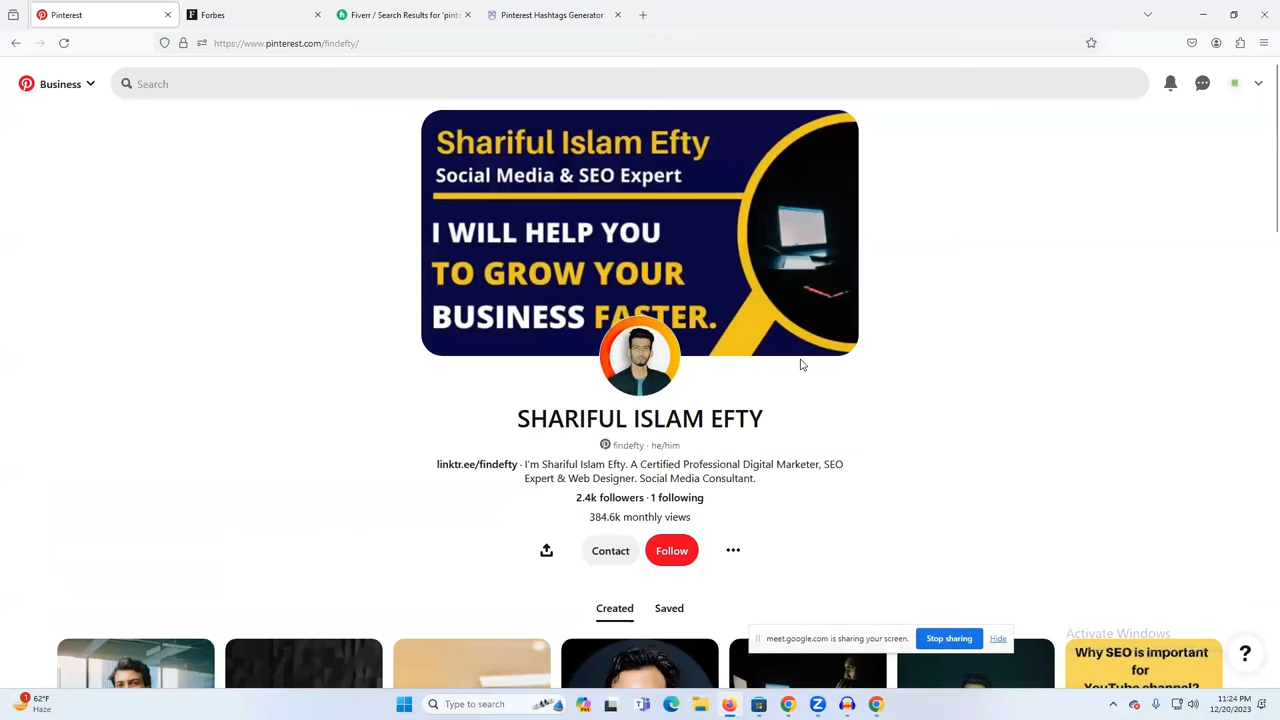 Pinterest
Forbes
Fiverr / Search Results for 'pint
Pinterest Hashtags Generator
https://www.pinterest.com/findefty/
Business
Search
Shariful Islam Efty
Social Media & SEO Expert
I WILL HELP YOU
TO GROW YOUR
BUSINESS FASTER.
SHARIFUL ISLAM EFTY
findefty · he/him
linktr.ee/findefty · I'm Shariful Islam Efty. A Certified Professional Digital Marketer, SEO
Expert & Web Designer. Social Media Consultant.
2.4k followers · 1 following
384.6k monthly views
Contact
Follow
Created
Saved
meet.google.com is sharing your screen.
Stop sharing
Hide
Activate Windows
Why SEO is important
for
YouTube channel?
?
1
62°F
Haze
Type to search
11:24 PM
12/20/2023